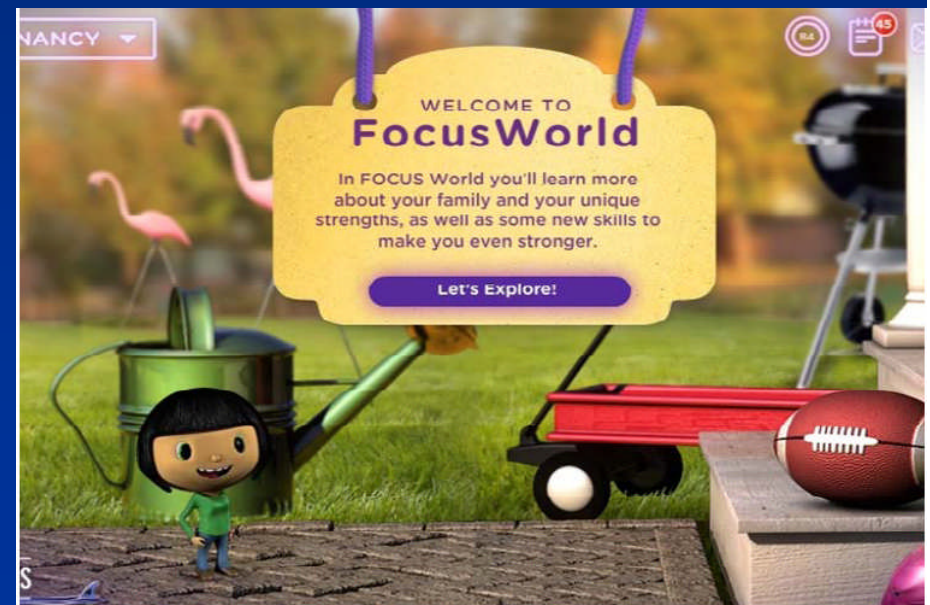 NANCY
84
45
WELCOME TO
FocusWorld
In FOCUS World you'll learn more
about your family and your unique
strengths, as well as some new skills to
make you even stronger.
Let's Explore!
S